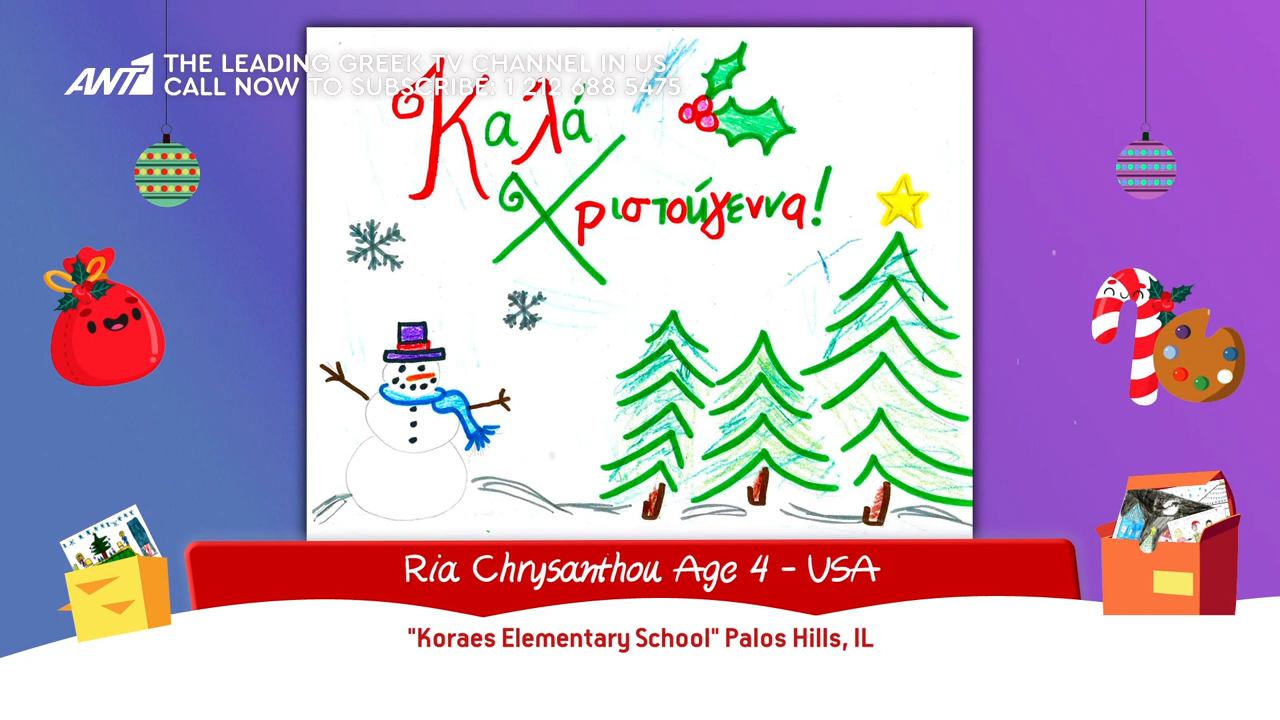 ANT1
THE LEADING GREEK TV CHANNEL IN US
CALL NOW TO SUBSCRIBE: 1 212 688 5475
Καλά
Χριστούγεννα!
Ria Chrysanthou Age 4 - USA
"Koraes Elementary School" Palos Hills, IL